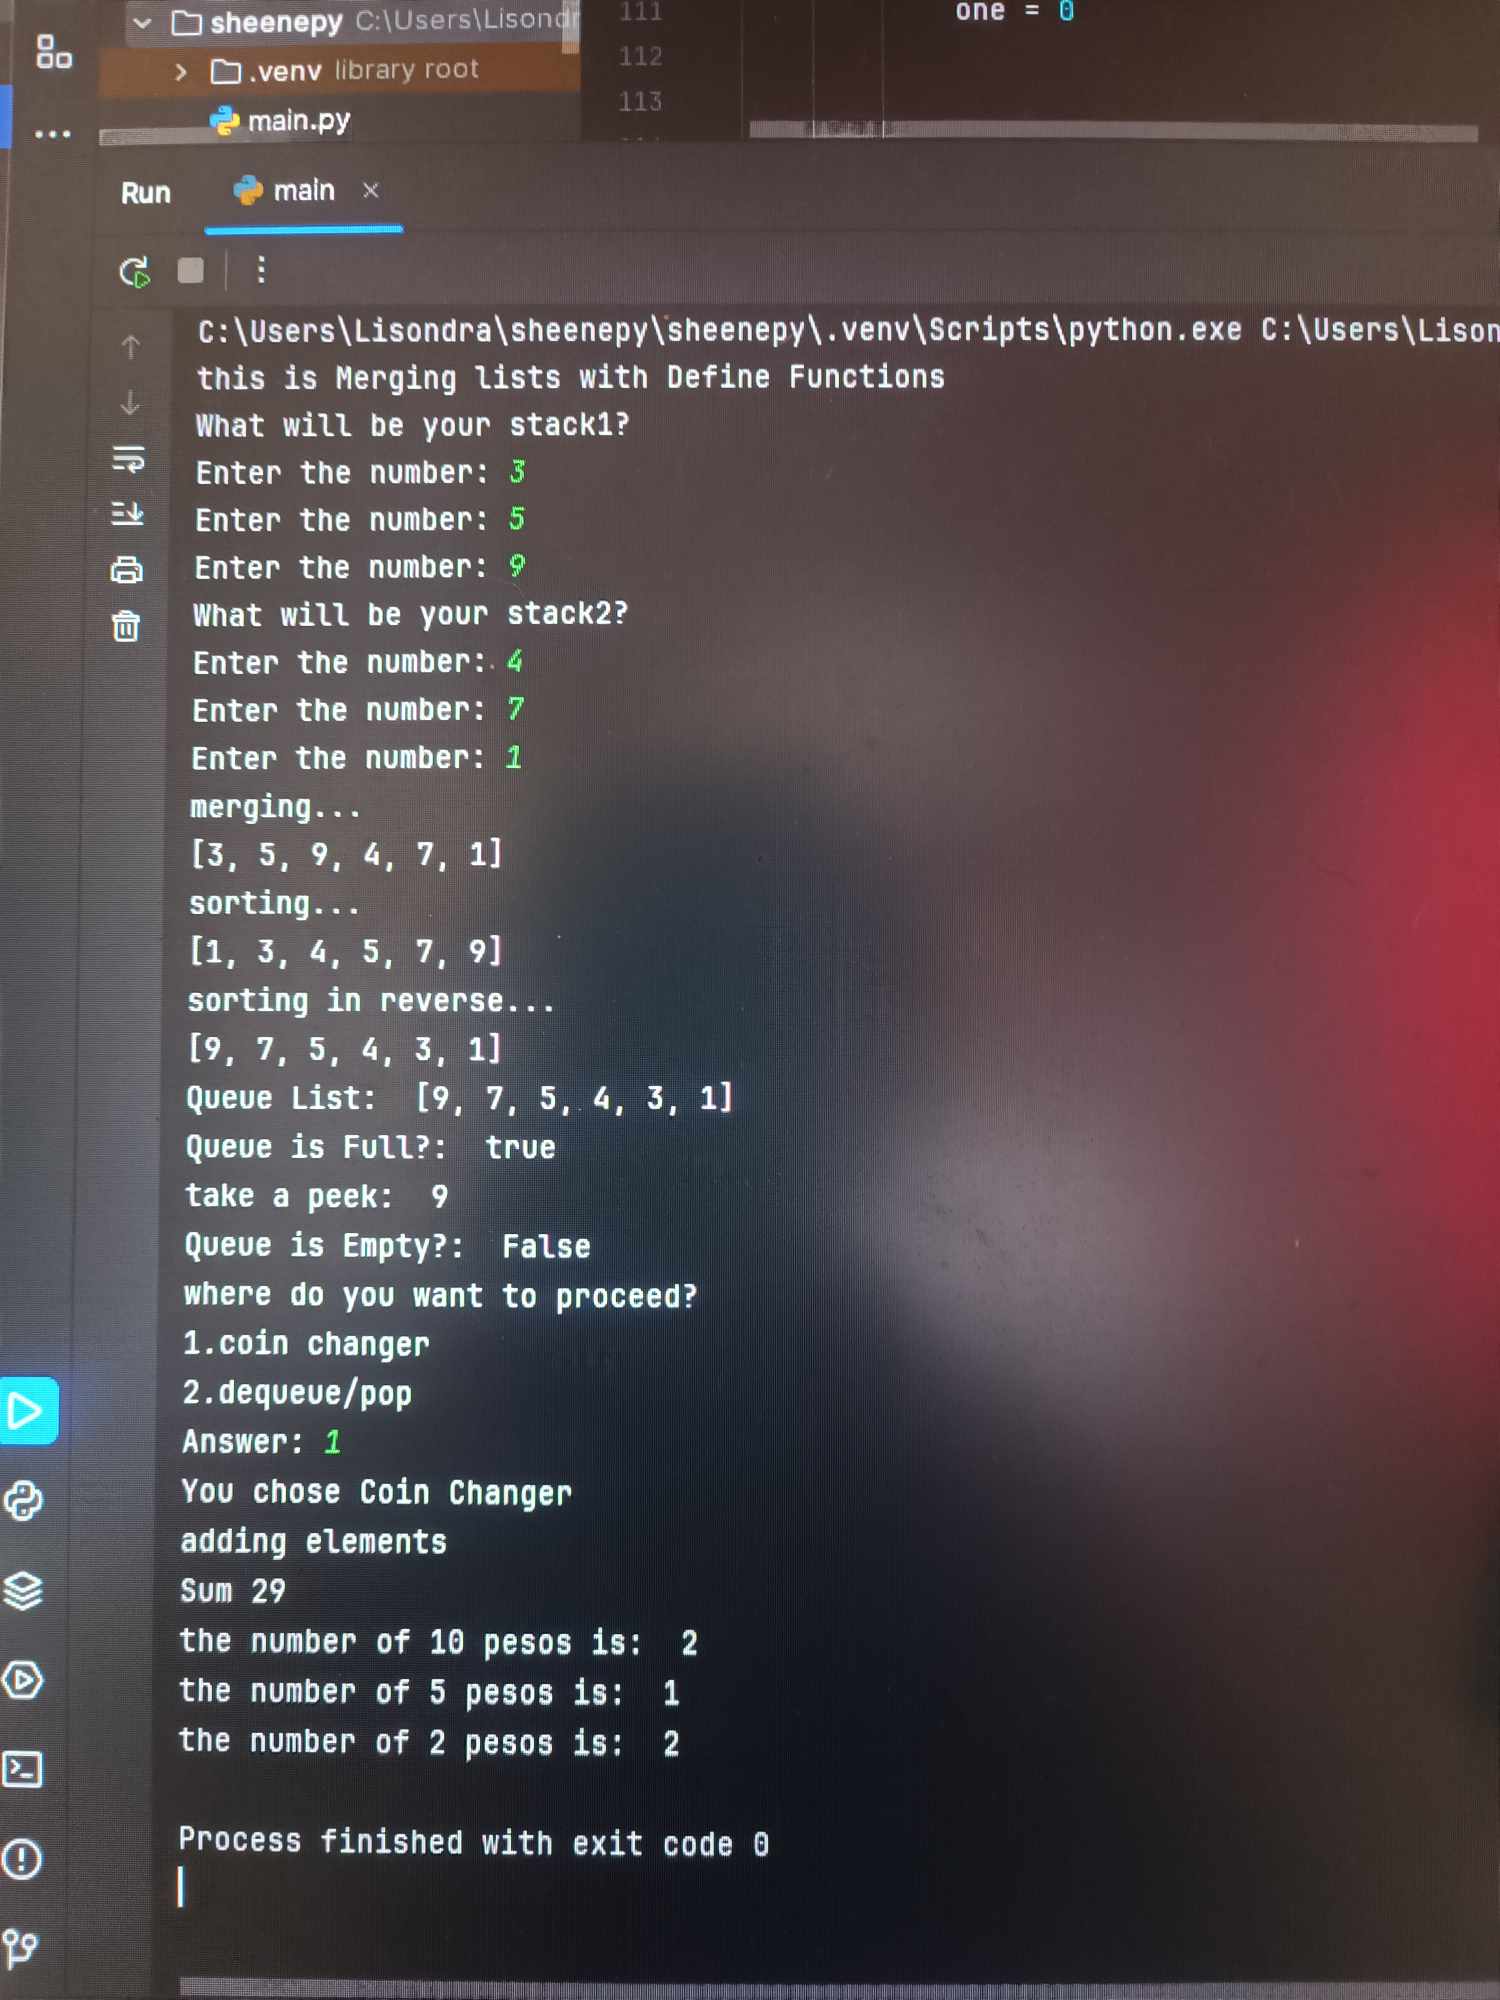 sheenepy C:\Users\Lisondr
.venv library root
main.py
111
112
113
one = 0
Run main
C:\Users\Lisondra\sheenepy\sheenepy\.venv\Scripts\python.exe C:\Users\Lison
this is Merging lists with Define Functions
What will be your stack1?
Enter the number: 3
Enter the number: 5
Enter the number: 9
What will be your stack2?
Enter the number: 4
Enter the number: 7
Enter the number: 1
merging...
[3, 5, 9, 4, 7, 1]
sorting...
[1, 3, 4, 5, 7, 9]
sorting in reverse...
[9, 7, 5, 4, 3, 1]
Queue List:  [9, 7, 5, 4, 3, 1]
Queue is Full?:  true
take a peek:  9
Queue is Empty?:  False
where do you want to proceed?
1.coin changer
2.dequeue/pop
Answer: 1
You chose Coin Changer
adding elements
Sum 29
the number of 10 pesos is:  2
the number of 5 pesos is:  1
the number of 2 pesos is:  2
Process finished with exit code 0